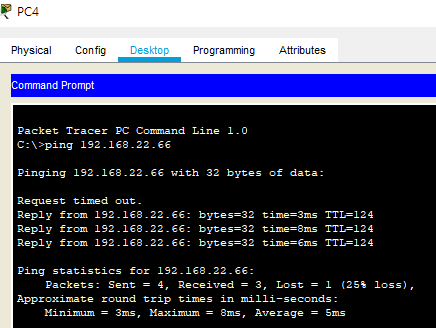 PC4
Physical Config Desktop Programming Attributes
Command Prompt
Packet Tracer PC Command Line 1.0
C:\>ping 192.168.22.66
Pinging 192.168.22.66 with 32 bytes of data:
Request timed out.
Reply from 192.168.22.66: bytes=32 time=3ms TTL=124
Reply from 192.168.22.66: bytes=32 time=8ms TTL=124
Reply from 192.168.22.66: bytes=32 time=6ms TTL=124
Ping statistics for 192.168.22.66:
Packets: Sent = 4, Received = 3, Lost = 1 (25% loss),
Approximate round trip times in milli-seconds:
Minimum = 3ms, Maximum = 8ms, Average = 5ms